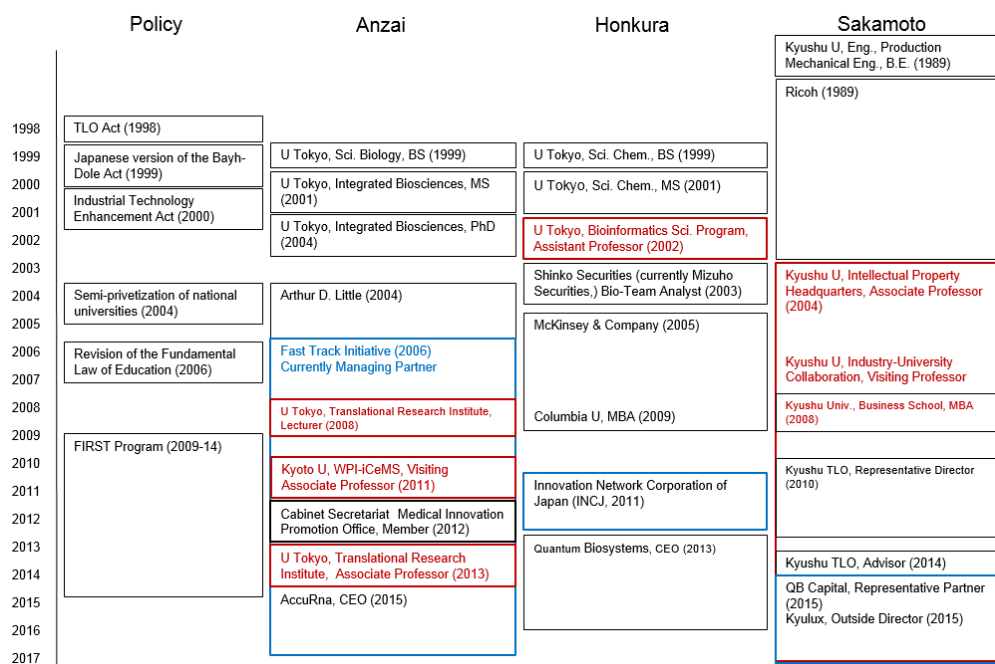 Policy
Anzai
Honkura
Sakamoto
1998
1999
2000
2001
2002
2003
2004
2005
2006
2007
2008
2009
2010
2011
2012
2013
2014
2015
2016
2017
TLO Act (1998)
Japanese version of the Bayh-
Dole Act (1999)
Industrial Technology
Enhancement Act (2000)
Semi-privetization of national
universities (2004)
Revision of the Fundamental
Law of Education (2006)
FIRST Program (2009-14)
U Tokyo, Sci. Biology, BS (1999)
U Tokyo, Integrated Biosciences, MS
(2001)
U Tokyo, Integrated Biosciences, PhD
(2004)
Arthur D. Little (2004)
Fast Track Initiative (2006)
Currently Managing Partner
U Tokyo, Translational Research Institute,
Lecturer (2008)
Kyoto U, WPI-iCeMS, Visiting
Associate Professor (2011)
Cabinet Secretariat Medical Innovation
Promotion Office, Member (2012)
U Tokyo, Translational Research
Institute, Associate Professor (2013)
AccuRna, CEO (2015)
U Tokyo, Sci. Chem., BS (1999)
U Tokyo, Sci. Chem., MS (2001)
U Tokyo, Bioinformatics Sci. Program,
Assistant Professor (2002)
Shinko Securities (currently Mizuho
Securities,) Bio-Team Analyst (2003)
McKinsey & Company (2005)
Columbia U, MBA (2009)
Innovation Network Corporation of
Japan (INCJ, 2011)
Quantum Biosystems, CEO (2013)
Kyushu U, Eng., Production
Mechanical Eng., B.E. (1989)
Ricoh (1989)
Kyushu U, Intellectual Property
Headquarters, Associate Professor
(2004)
Kyushu U, Industry-University
Collaboration, Visiting Professor
Kyushu Univ., Business School, MBA
(2008)
Kyushu TLO, Representative Director
(2010)
Kyushu TLO, Advisor (2014)
QB Capital, Representative Partner
(2015)
Kyulux, Outside Director (2015)